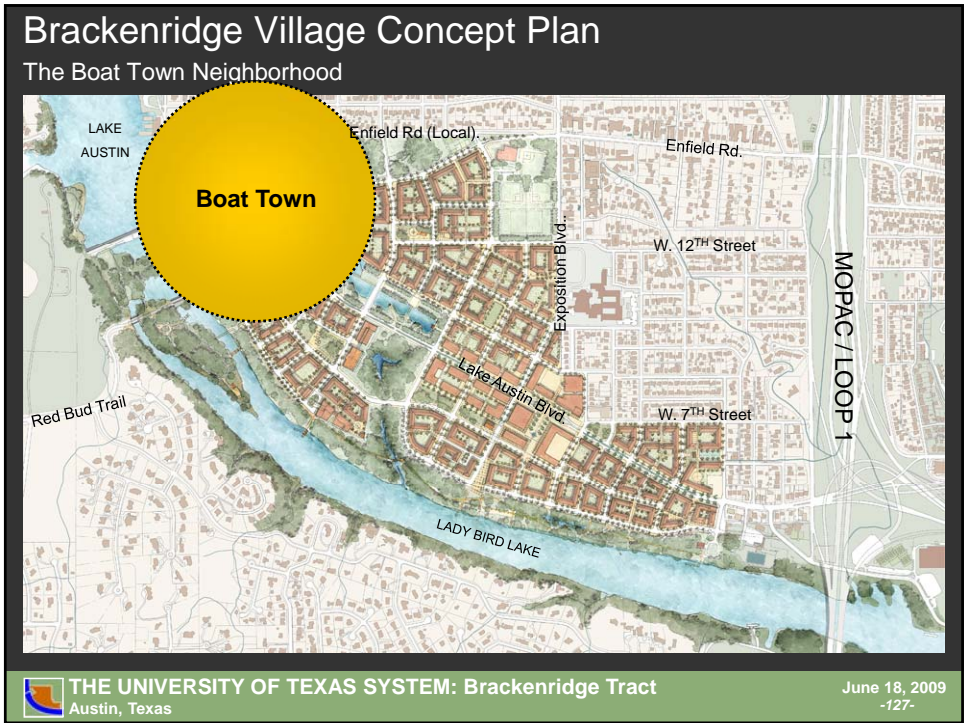 Brackenridge Village Concept Plan
The Boat Town Neighborhood
LAKE
AUSTIN
Enfield Rd (Local).
Enfield Rd.
Boat Town
Exposition Blvd..
W. 12TH Street
MOPAC / LOOP 1
Lake Austin Blvd.
Red Bud Trail
W. 7TH Street
LADY BIRD LAKE
THE UNIVERSITY OF TEXAS SYSTEM: Brackenridge Tract
Austin, Texas
June 18, 2009
-127-